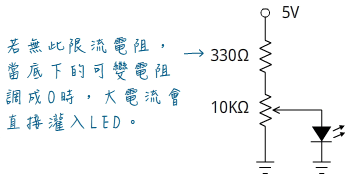 5V
若無此限流電阻，
當底下的可變電阻
調成0時，大電流會
直接灌入LED。
330Ω
10KΩ